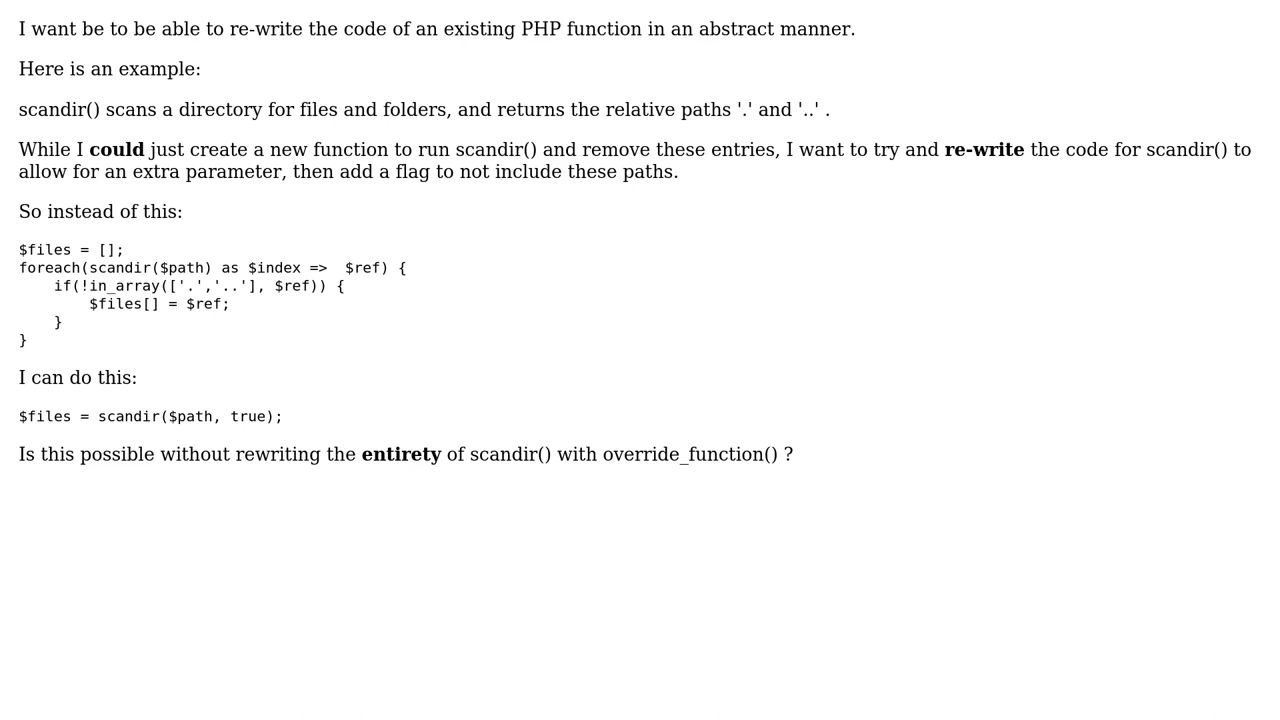 I want be to be able to re-write the code of an existing PHP function in an abstract manner.
Here is an example:
scandir() scans a directory for files and folders, and returns the relative paths '.' and '..' .
While I could just create a new function to run scandir() and remove these entries, I want to try and re-write the code for scandir() to
allow for an extra parameter, then add a flag to not include these paths.
So instead of this:
$files = [];
foreach(scandir($path) as $index =>  $ref) {
    if(!in_array(['.','..'], $ref)) {
        $files[] = $ref;
    }
}
I can do this:
$files = scandir($path, true);
Is this possible without rewriting the entirety of scandir() with override_function() ?